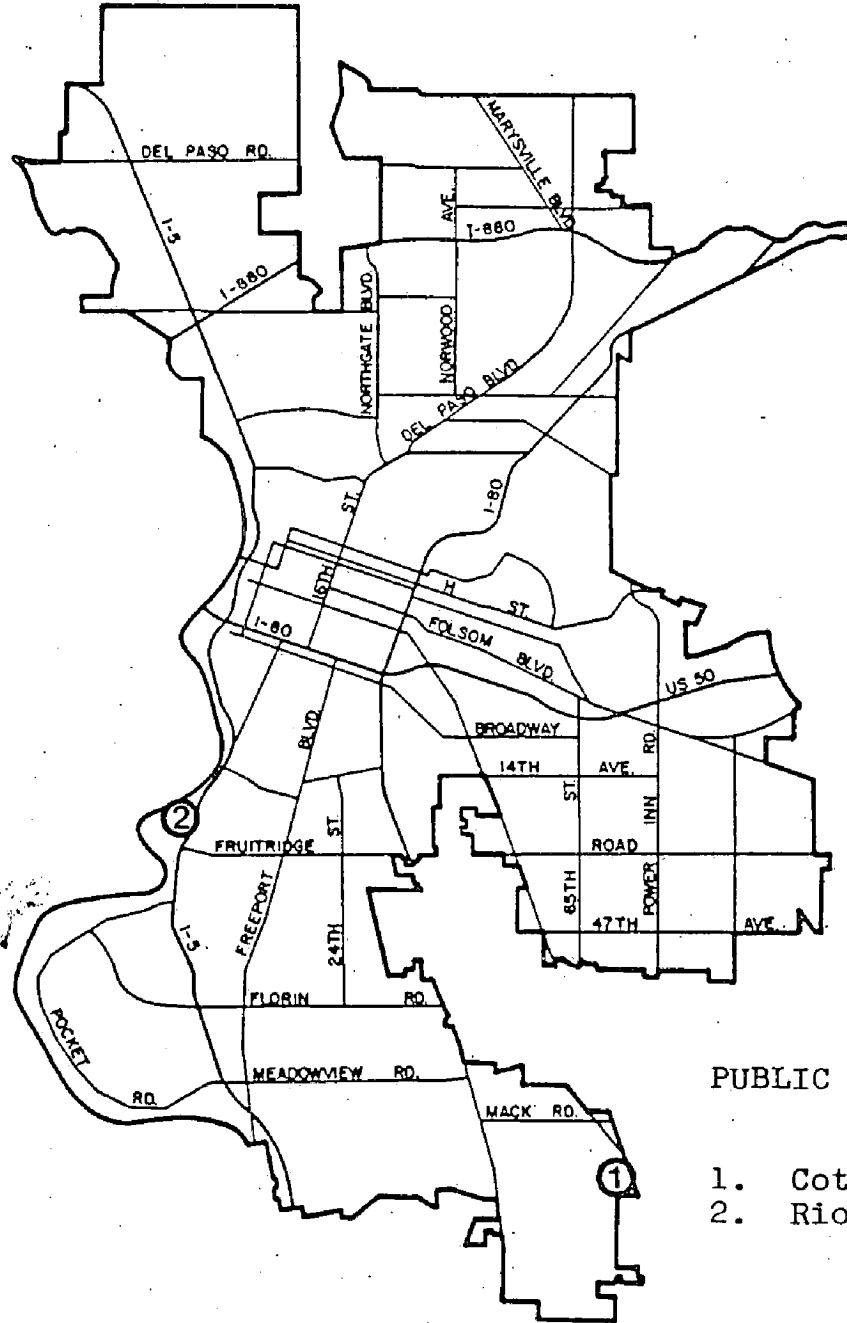 DEL PASO RD.
MARYSVILLE BLVD.
AVE.
I-5
I-880
I-880
NORTHGATE BLVD.
NORWOOD
DEL PASO BLVD.
I-80
ST.
16TH
H ST.
I-80
FOLSOM BLVD.
US 50
BLVD.
BROADWAY
RD.
14TH AVE.
ST.
INN
2
ST.
FRUITRIDGE ROAD
65TH
POWER
FREEPORT
I-5
24TH
47TH AVE.
FLORIN RD.
POCKET RD.
MEADOWVIEW RD.
PUBLIC
MACK RD.
1
1. Cot
2. Rio